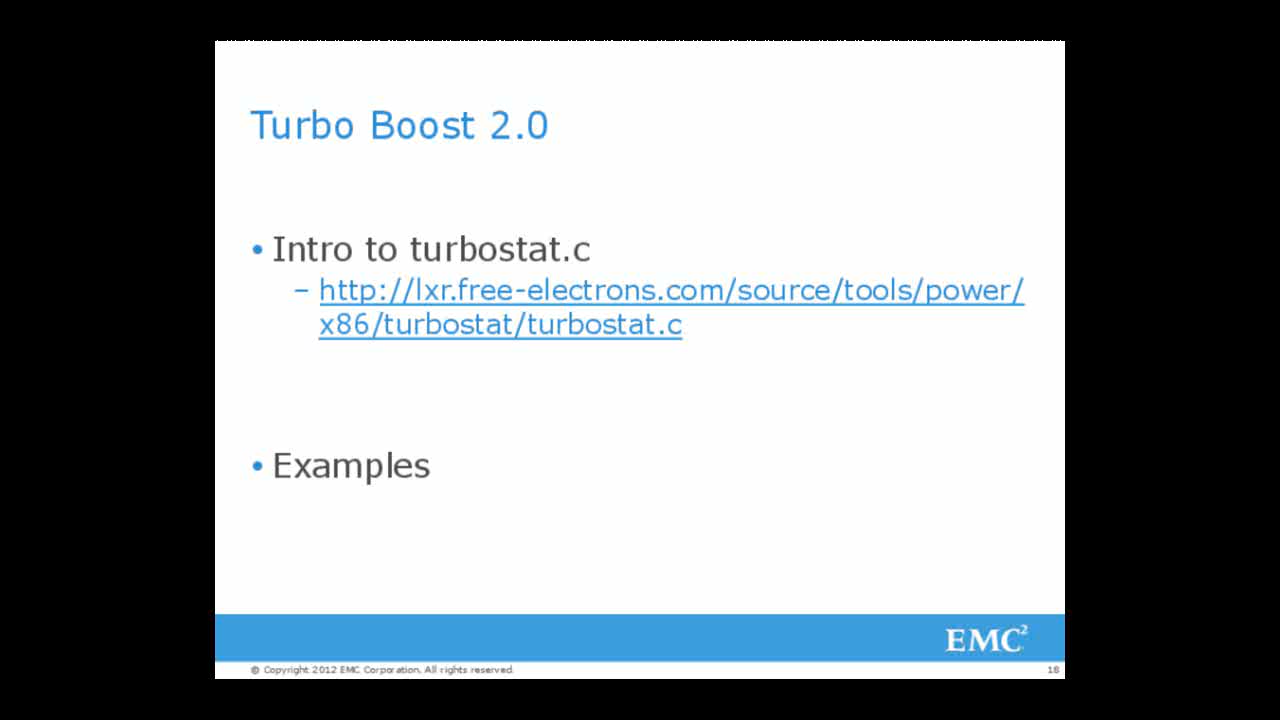 Turbo Boost 2.0
• Intro to turbostat.c
– http://lxr.free-electrons.com/source/tools/power/
x86/turbostat/turbostat.c
• Examples
EMC²
© Copyright 2012 EMC Corporation. All rights reserved.
18